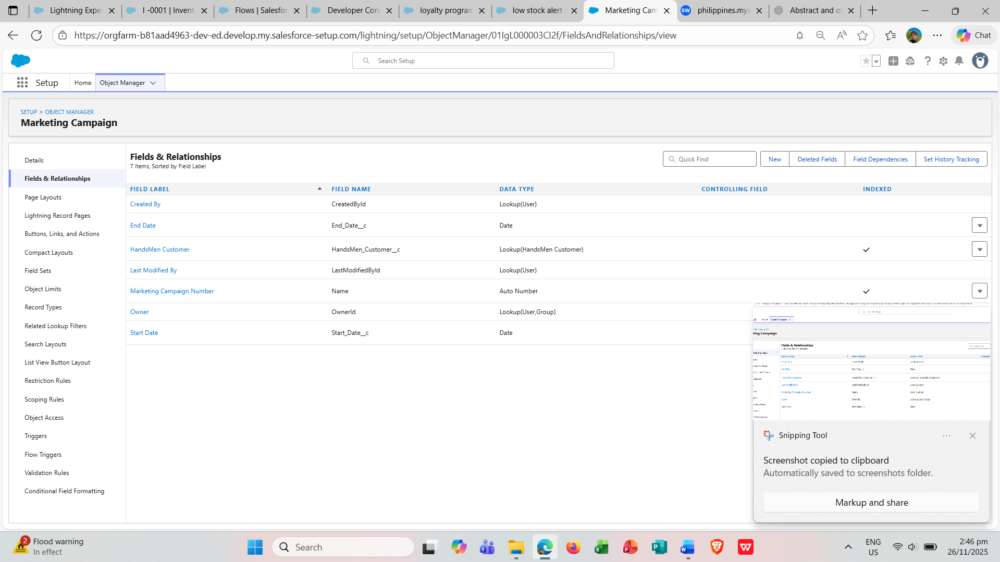 Lightning Exper
I -0001 | Invent
Flows | Salesfor
Developer Cons
loyalty program
low stock alert |
Marketing Cam
SW
philippines.mys
Abstract and ol
https://orgfarm-b81aad4963-dev-ed.develop.my.salesforce-setup.com/lightning/setup/ObjectManager/01IgL000003CI2f/FieldsAndRelationships/view
Chat
Search Setup
Setup
Home
Object Manager
SETUP > OBJECT MANAGER
Marketing Campaign
Details
Fields & Relationships
Page Layouts
Lightning Record Pages
Buttons, Links, and Actions
Compact Layouts
Field Sets
Object Limits
Record Types
Related Lookup Filters
Search Layouts
List View Button Layout
Restriction Rules
Scoping Rules
Object Access
Triggers
Flow Triggers
Validation Rules
Conditional Field Formatting
Fields & Relationships
7 Items, Sorted by Field Label
Quick Find
New
Deleted Fields
Field Dependencies
Set History Tracking
FIELD LABEL FIELD NAME DATA TYPE CONTROLLING FIELD INDEXED
Created By CreatedById Lookup(User)
End Date End_Date__c Date
HandsMen Customer HandsMen_Customer__c Lookup(HandsMen Customer)
Last Modified By LastModifiedById Lookup(User)
Marketing Campaign Number Name Auto Number
Owner OwnerId Lookup(User,Group)
Start Date Start_Date__c Date
Snipping Tool
Screenshot copied to clipboard
Automatically saved to screenshots folder.
Markup and share
2
Flood warning
In effect
Search
ENG
US
2:46 pm
26/11/2025